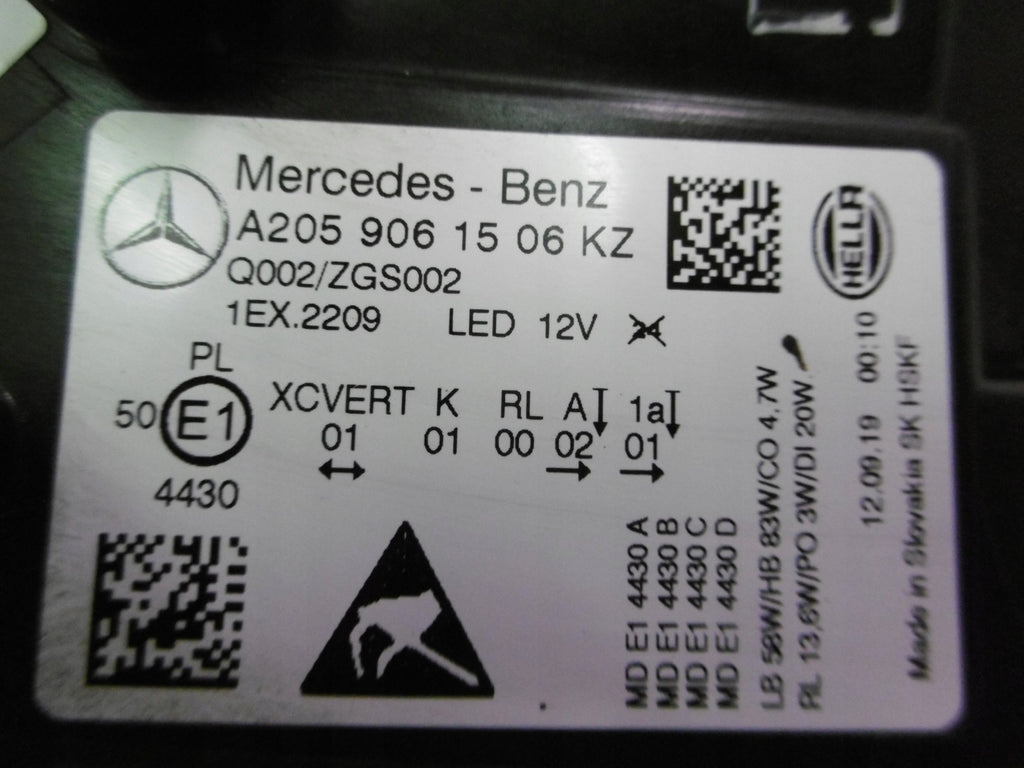 Mercedes - Benz
A205 906 15 06 KZ
Q002/ZGS002
1EX.2209 LED 12V 24
HELLA
PL
50 E1
4430
XCVERT K RL A 1a
01 01 00 02 01
MD E1 4430 A
MD E1 4430 B
MD E1 4430 C
MD E1 4430 D
LB 58W/HB 83W/CO 4,7W
RL 13,6W/PO 3W/DI 20W
12.09.19 00:10
Made in Slovakia SK HSKF